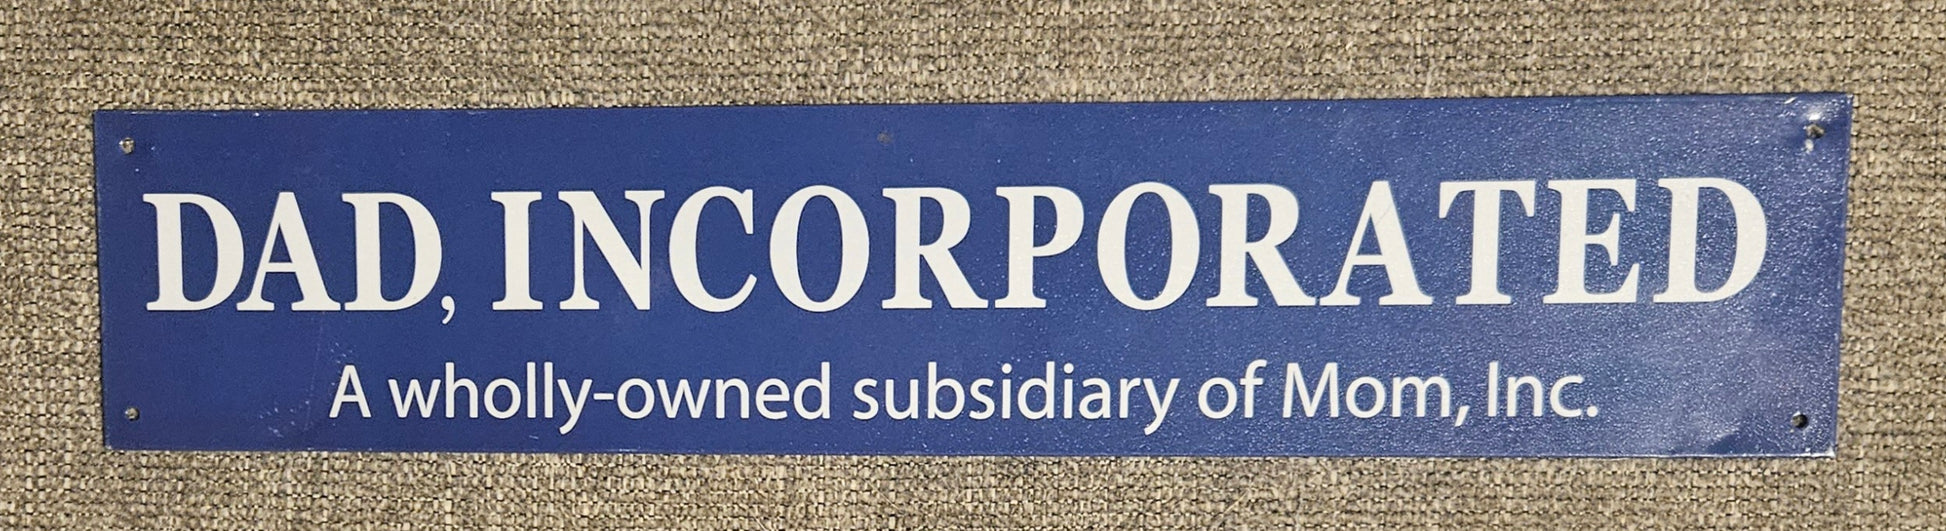 DAD, INCORPORATED
A wholly-owned subsidiary of Mom, Inc.